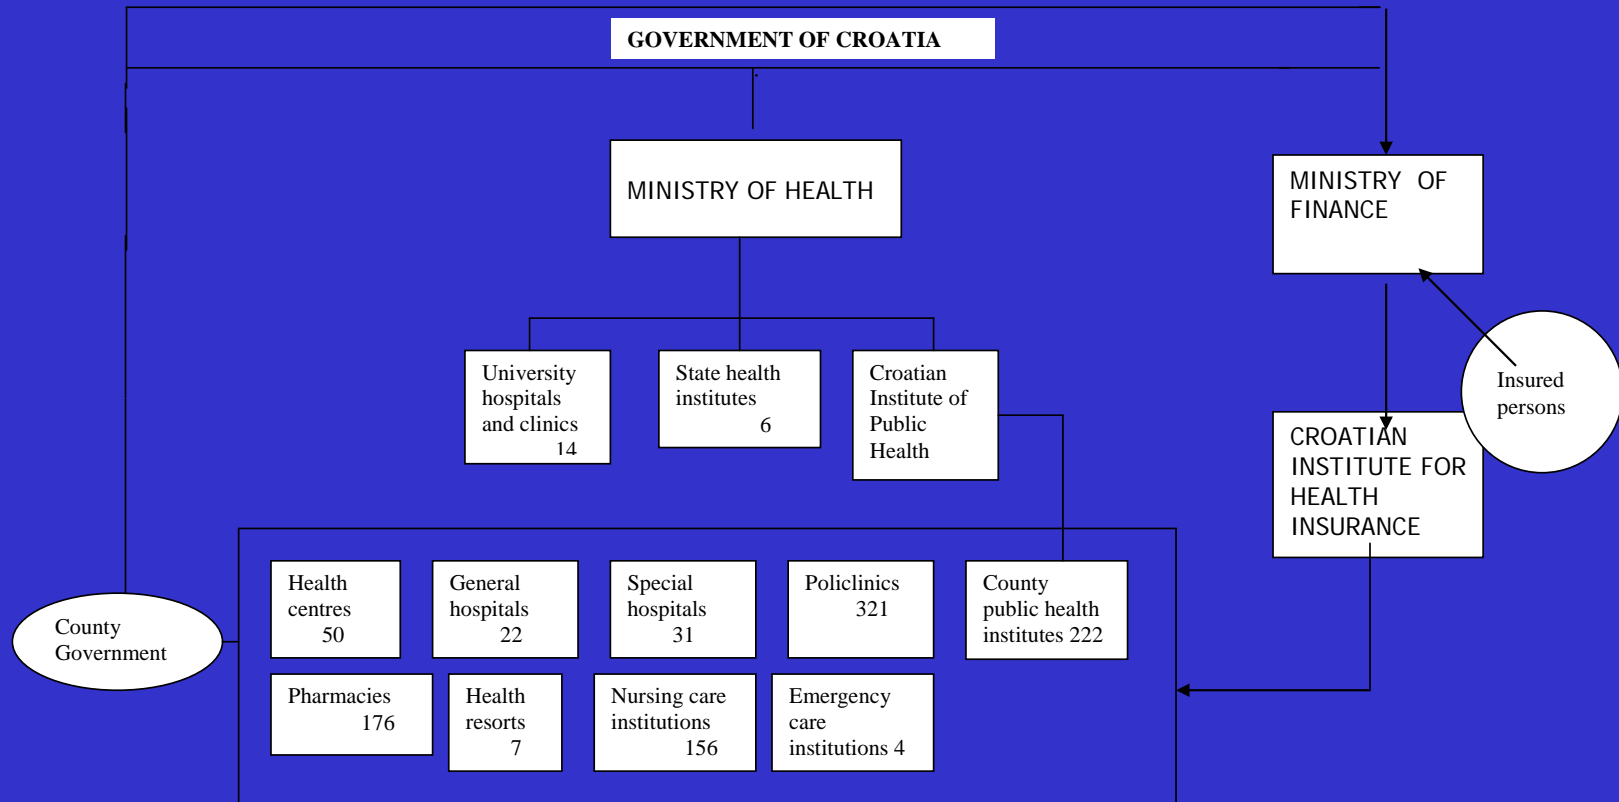 GOVERNMENT OF CROATIA
MINISTRY OF HEALTH
MINISTRY OF
FINANCE
University
hospitals
and clinics
14
State health
institutes
6
Croatian
Institute of
Public
Health
Insured
persons
CROATIAN
INSTITUTE FOR
HEALTH
INSURANCE
County
Government
Health
centres
50
General
hospitals
22
Special
hospitals
31
Policlinics
321
County
public health
institutes 222
Pharmacies
176
Health
resorts
7
Nursing care
institutions
156
Emergency
care
institutions 4